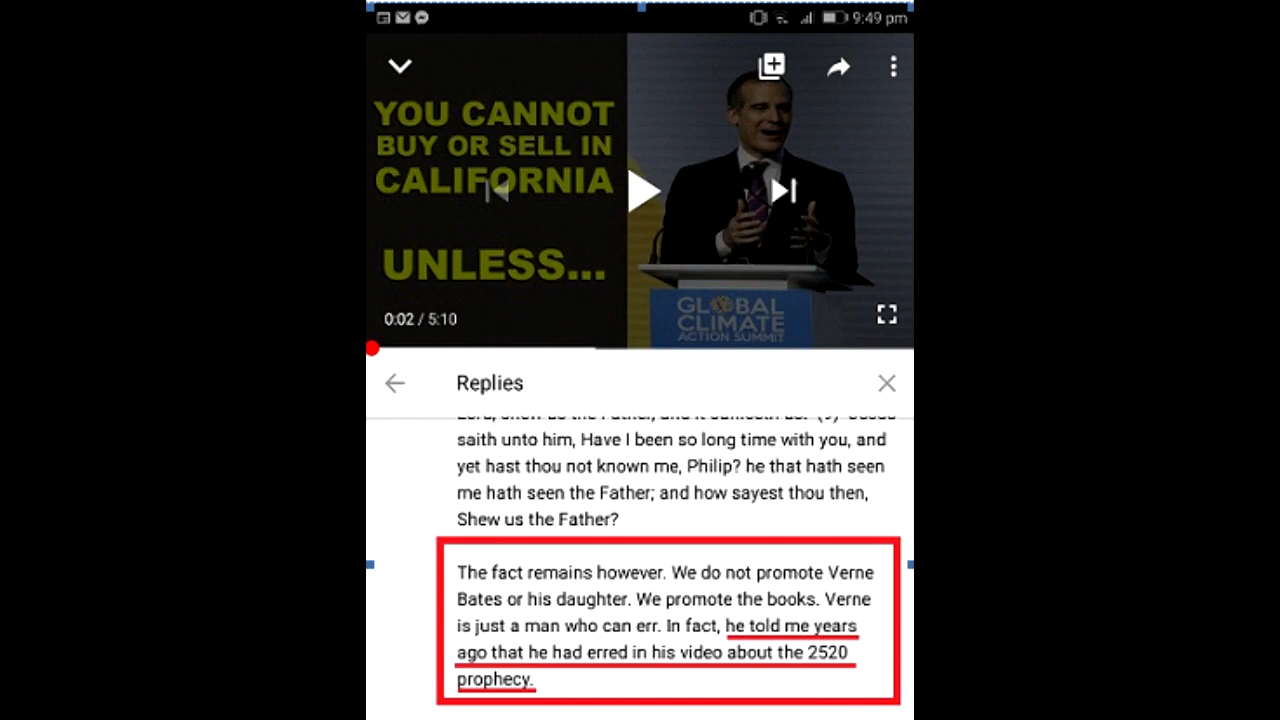 9:49 pm
YOU CANNOT
BUY OR SELL IN
CALIFORNIA
UNLESS...
GLOBAL
CLIMATE
ACTION SUMMIT
0:02 / 5:10
Replies
saith unto him, Have I been so long time with you, and
yet hast thou not known me, Philip? he that hath seen
me hath seen the Father; and how sayest thou then,
Shew us the Father?
The fact remains however. We do not promote Verne
Bates or his daughter. We promote the books. Verne
is just a man who can err. In fact, he told me years
ago that he had erred in his video about the 2520
prophecy.